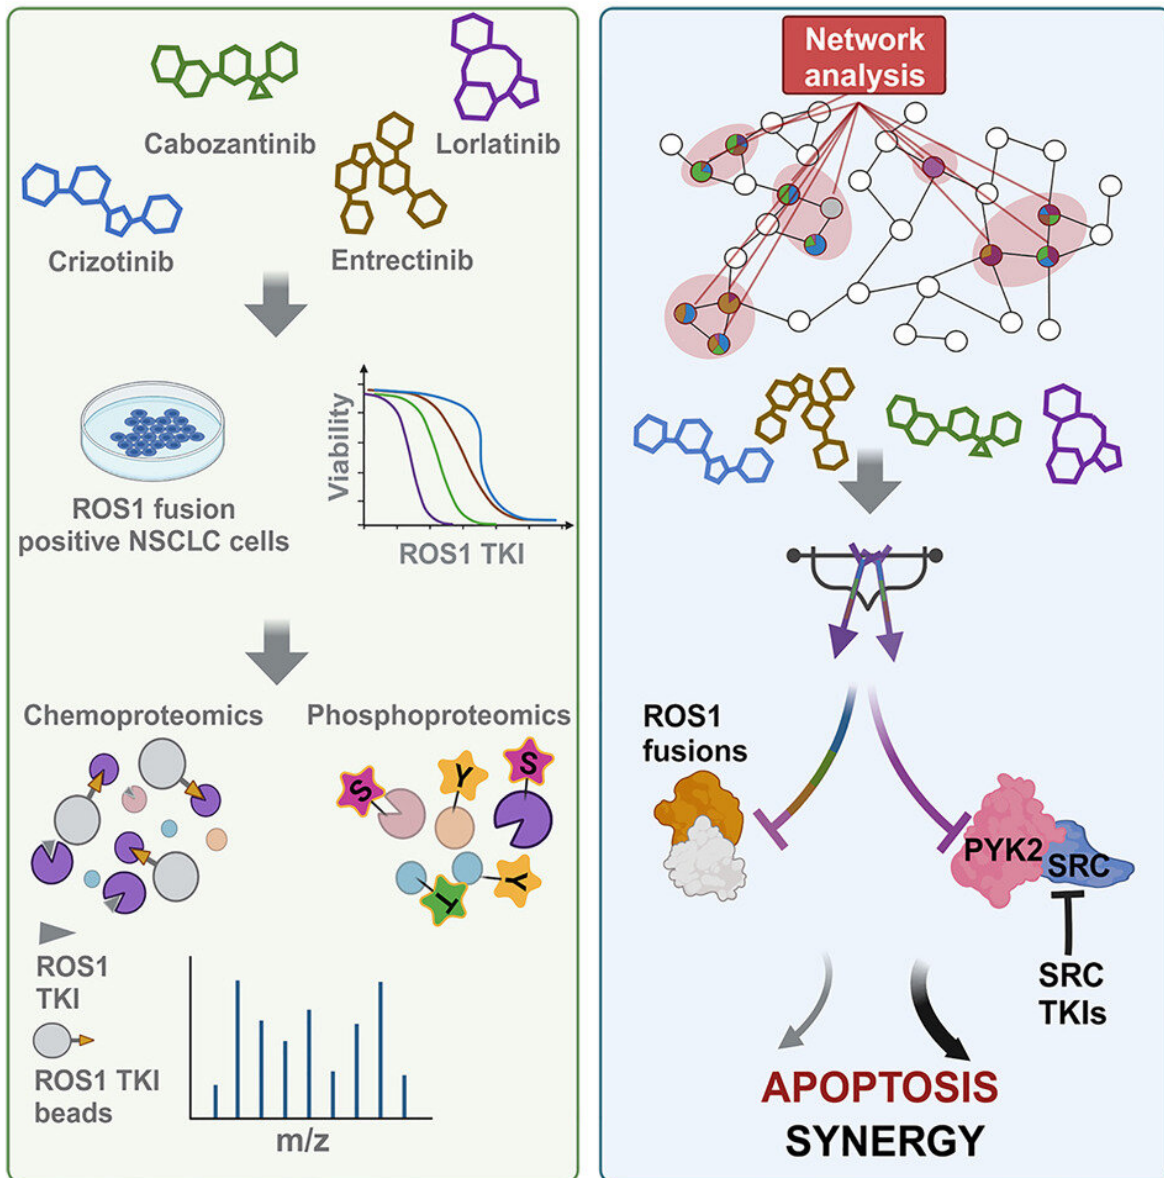 Cabozantinib
Lorlatinib
Crizotinib
Entrectinib
ROS1 fusion
positive NSCLC cells
Viability
ROS1 TKI
Chemoproteomics
Phosphoproteomics
S
Y
S
T
Y
ROS1
TKI
ROS1 TKI
beads
m/z
Network
analysis
ROS1
fusions
PYK2
SRC
SRC
TKIs
APOPTOSIS
SYNERGY